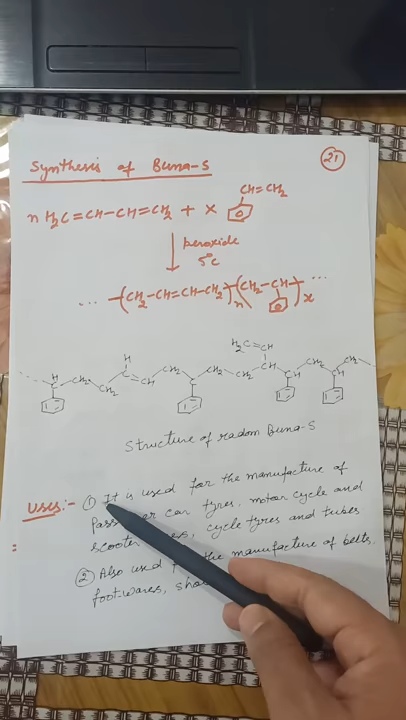 21
Synthesis of Buna-S
CH=CH₂
n H₂C=CH-CH=CH₂ + x
peroxide
5°C
... -(CH₂-CH=CH-CH₂)n-(CH₂-CH)x ...
H
H₂C=CH
CH₂ CH₂ CH₂ CH₂ CH₂ CH₂
C CH₂ C=CH C CH C C
H CH₂ H H H
Structure of radom Buna-S
Uses:- ① It is used for the manufacture of
car tyres, motor cycle and
scooter, cycle tyres and tubes
② Also used the manufacture of belts,
footwares,